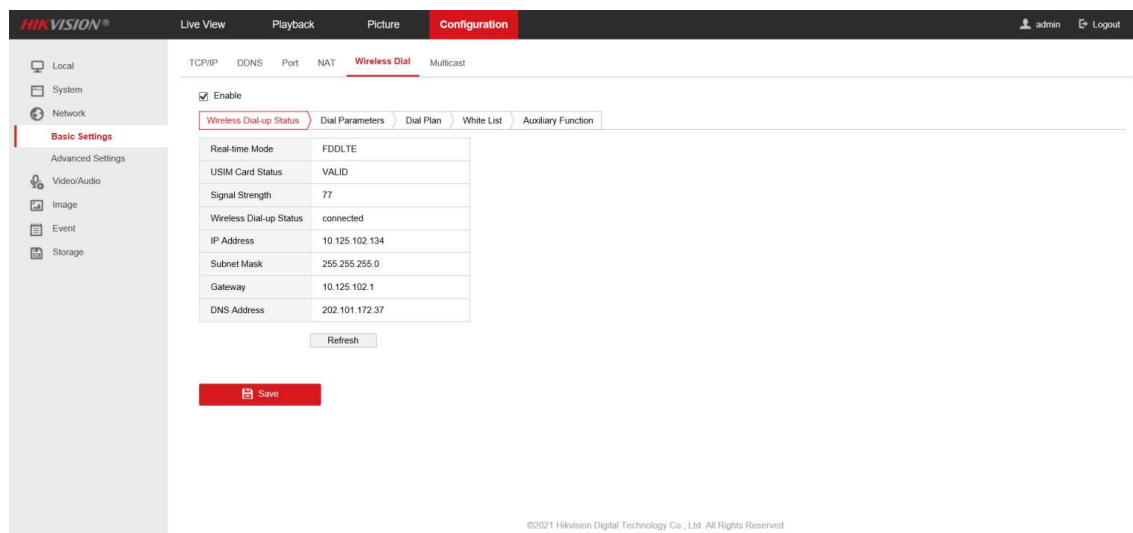 HIKVISION® Live View Playback Picture Configuration admin Logout
Local
System
Network
Basic Settings
Advanced Settings
Video/Audio
Image
Event
Storage
TCP/IP DDNS Port NAT Wireless Dial Multicast
Enable
Wireless Dial-up Status Dial Parameters Dial Plan White List Auxiliary Function
Real-time Mode FDDLTE
USIM Card Status VALID
Signal Strength 77
Wireless Dial-up Status connected
IP Address 10.125.102.134
Subnet Mask 255.255.255.0
Gateway 10.125.102.1
DNS Address 202.101.172.37
Refresh
Save
©2021 Hikvision Digital Technology Co., Ltd. All Rights Reserved.